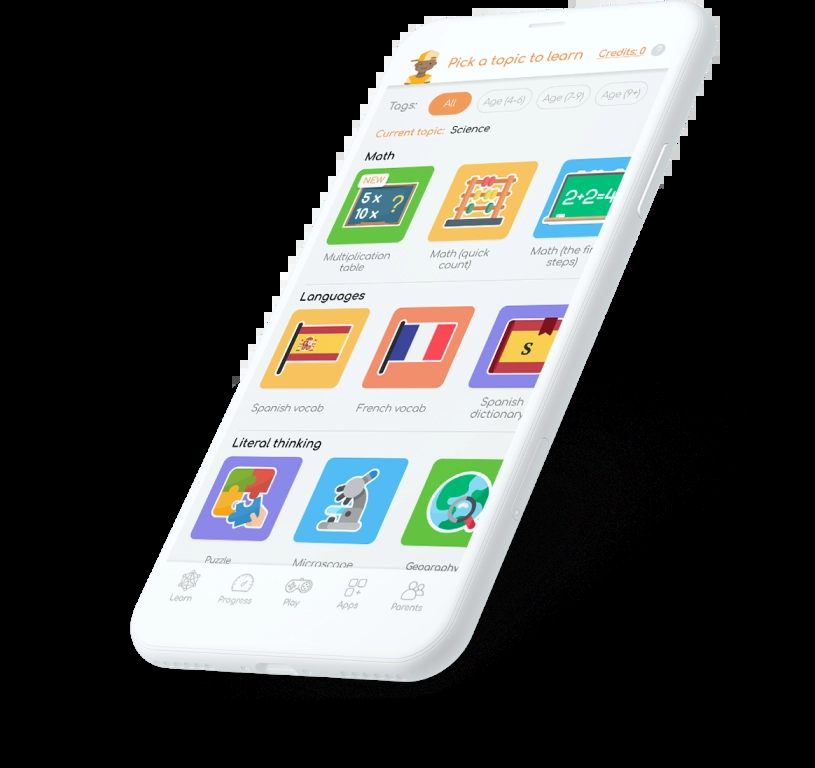 Pick a topic to learn
Credits: 0 ?
Tags: All Age (4-6) Age (7-9) Age (9+)
Current topic: Science
Math
NEW
5 x
10 x ?
2+2=4
Multiplication
table
Math (quick
count)
Math (the fir
steps)
Languages
S
Spanish vocab
French vocab
Spanish
dictionary
Literal thinking
Puzzle
Microscope
Geography
Learn
Progress
Play
Apps
Parents